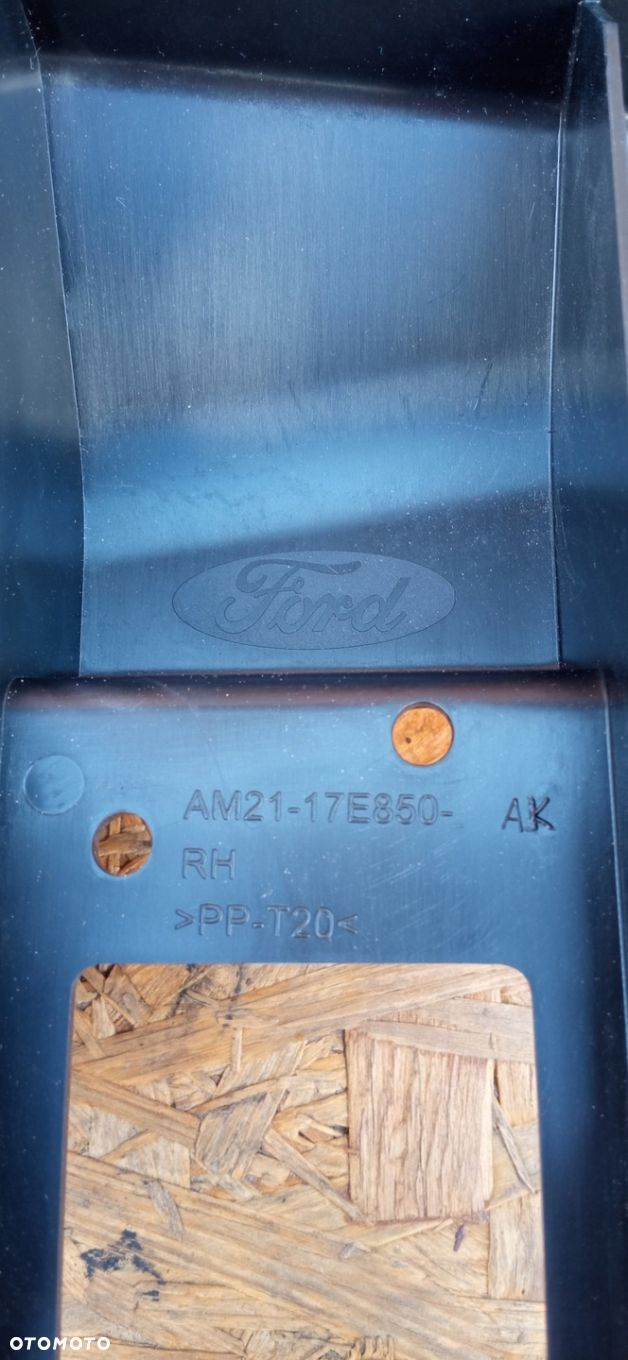 Ford
AM21-17E850- AK
RH
>PP-T20<
OTOMOTO